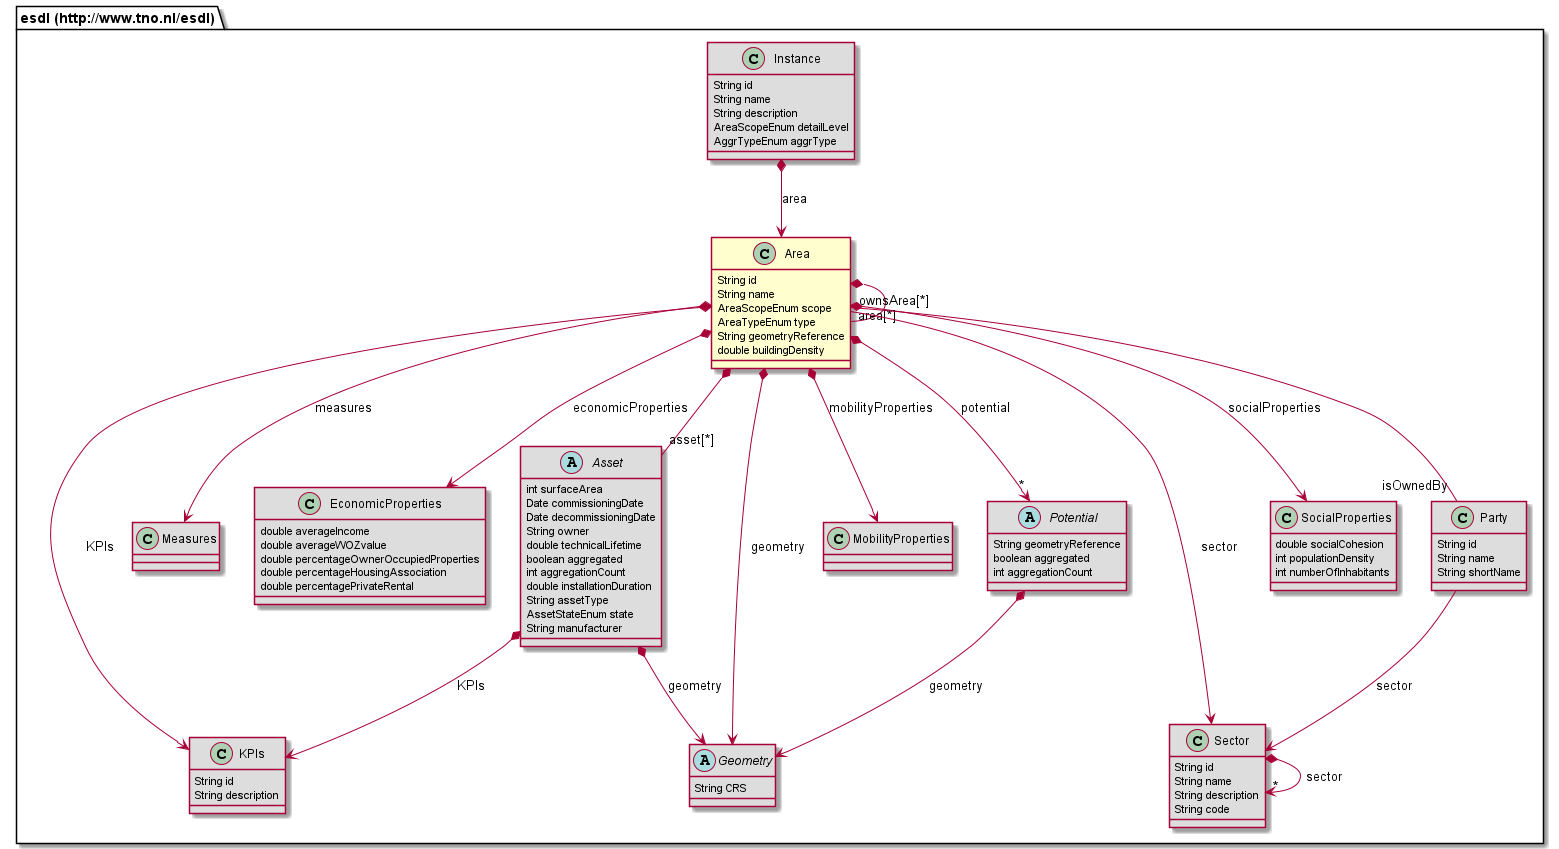 esdl (http://www.tno.nl/esdl)
C Instance
String id
String name
String description
AreaScopeEnum detailLevel
AggrTypeEnum aggrType
area
C Area
String id
String name
AreaScopeEnum scope
AreaTypeEnum type
String geometryReference
double buildingDensity
ownsArea[*]
area[*]
measures
economicProperties
asset[*]
mobilityProperties
potential
*
socialProperties
isOwnedBy
KPIs
geometry
sector
C Measures
C EconomicProperties
double averageIncome
double averageWOZvalue
double percentageOwnerOccupiedProperties
double percentageHousingAssociation
double percentagePrivateRental
A Asset
int surfaceArea
Date commissioningDate
Date decommissioningDate
String owner
double technicalLifetime
boolean aggregated
int aggregationCount
double installationDuration
String assetType
AssetStateEnum state
String manufacturer
C MobilityProperties
A Potential
String geometryReference
boolean aggregated
int aggregationCount
C SocialProperties
double socialCohesion
int populationDensity
int numberOfInhabitants
C Party
String id
String name
String shortName
KPIs
geometry
geometry
sector
C KPIs
String id
String description
A Geometry
String CRS
C Sector
String id
String name
String description
String code
sector
*